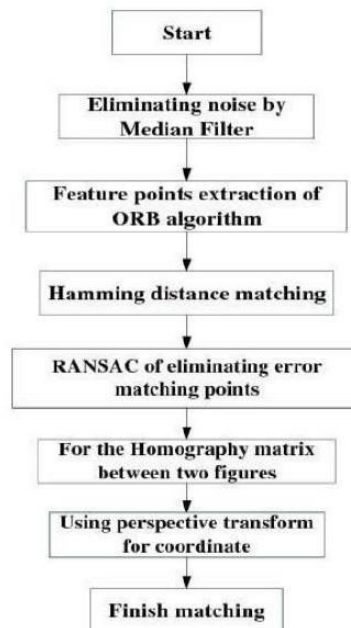 Start
Eliminating noise by
Median Filter
Feature points extraction of
ORB algorithm
Hamming distance matching
RANSAC of eliminating error
matching points
For the Homography matrix
between two figures
Using perspective transform
for coordinate
Finish matching